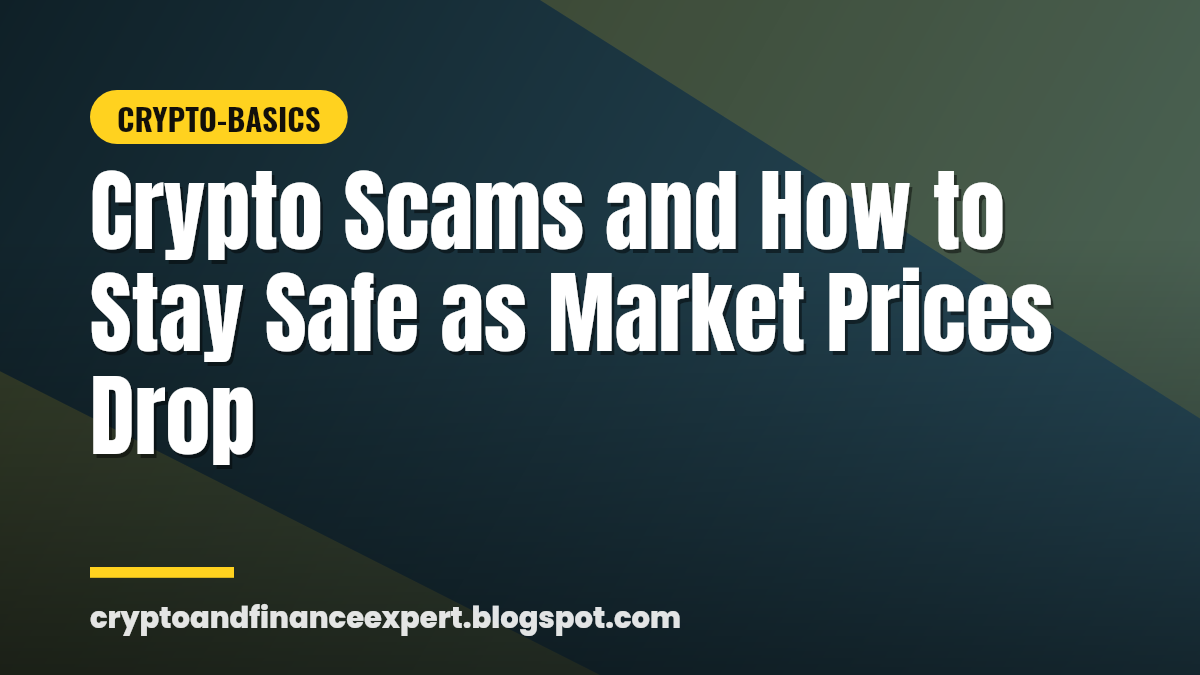 CRYPTO-BASICS
Crypto Scams and How to
Stay Safe as Market Prices
Drop
cryptoandfinanceexpert.blogspot.com